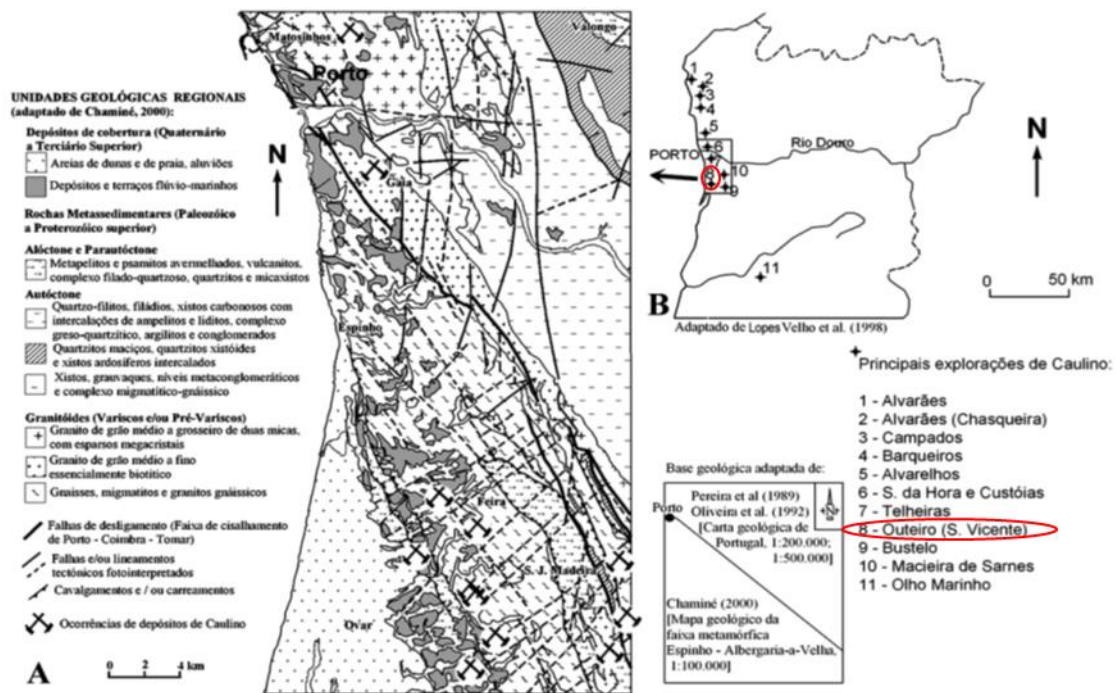 UNIDADES GEOLÓGICAS REGIONAIS
(adaptado de Chaminé, 2000):
Depósitos de cobertura (Quaternário
a Terciário Superior)
Areias de dunas e de praia, aluviões
Depósitos e terraços flúvio-marinhos
Rochas Metassedimentares (Paleozóico
a Proterozóico superior)
Alóctone e Parautóctone
Metapelitos e psamitos avermelhados, vulcanitos,
complexo filado-quartzoso, quartzitos e micaxistos
Autóctone
Quartzo-filitos, filádios, xistos carbonosos com
intercalações de ampelitos e liditos, complexo
greso-quartzítico, argilitos e conglomerados
Quartzitos maciços, quartzitos xistóides
e xistos ardosíferos intercalados
Xistos, grauvaques, níveis metaconglomeráticos
e complexo migmatítico-gnáissico
Granitóides (Variscos e/ou Pré-Variscos)
Granito de grão médio a grosseiro de duas micas,
com esparsos megacristais
Granito de grão médio a fino
essencialmente biotítico
Gnaisses, migmatitos e granitos gnáissicos
Falhas de desligamento (Faixa de cisalhamento
de Porto - Coimbra - Tomar)
Falhas e/ou lineamentos
tectónicos fotointerpretados
Cavalgamentos e / ou carreamentos
Ocorrências de depósitos de Caulino
A
0 2 4 km
N
Matosinhos
Porto
Valongo
Gaia
Espinho
Feira
S. J. Madeira
Ovar
1
2
3
4
5
6
7
8
9
10
11
PORTO
Rio Douro
N
0 50 km
B
Adaptado de Lopes Velho et al. (1998)
Principais explorações de Caulino:
1 - Alvarães
2 - Alvarães (Chasqueira)
3 - Campados
4 - Barqueiros
5 - Alvarelhos
6 - S. da Hora e Custóias
7 - Telheiras
8 - Outeiro (S. Vicente)
9 - Bustelo
10 - Macieira de Sarnes
11 - Olho Marinho
Base geológica adaptada de:
Porto
Pereira et al (1989)
Oliveira et al. (1992)
[Carta geológica de
Portugal, 1:200.000;
1:500.000]
Chaminé (2000)
[Mapa geológico da
faixa metamórfica
Espinho - Albergaria-a-Velha,
1:100.000]